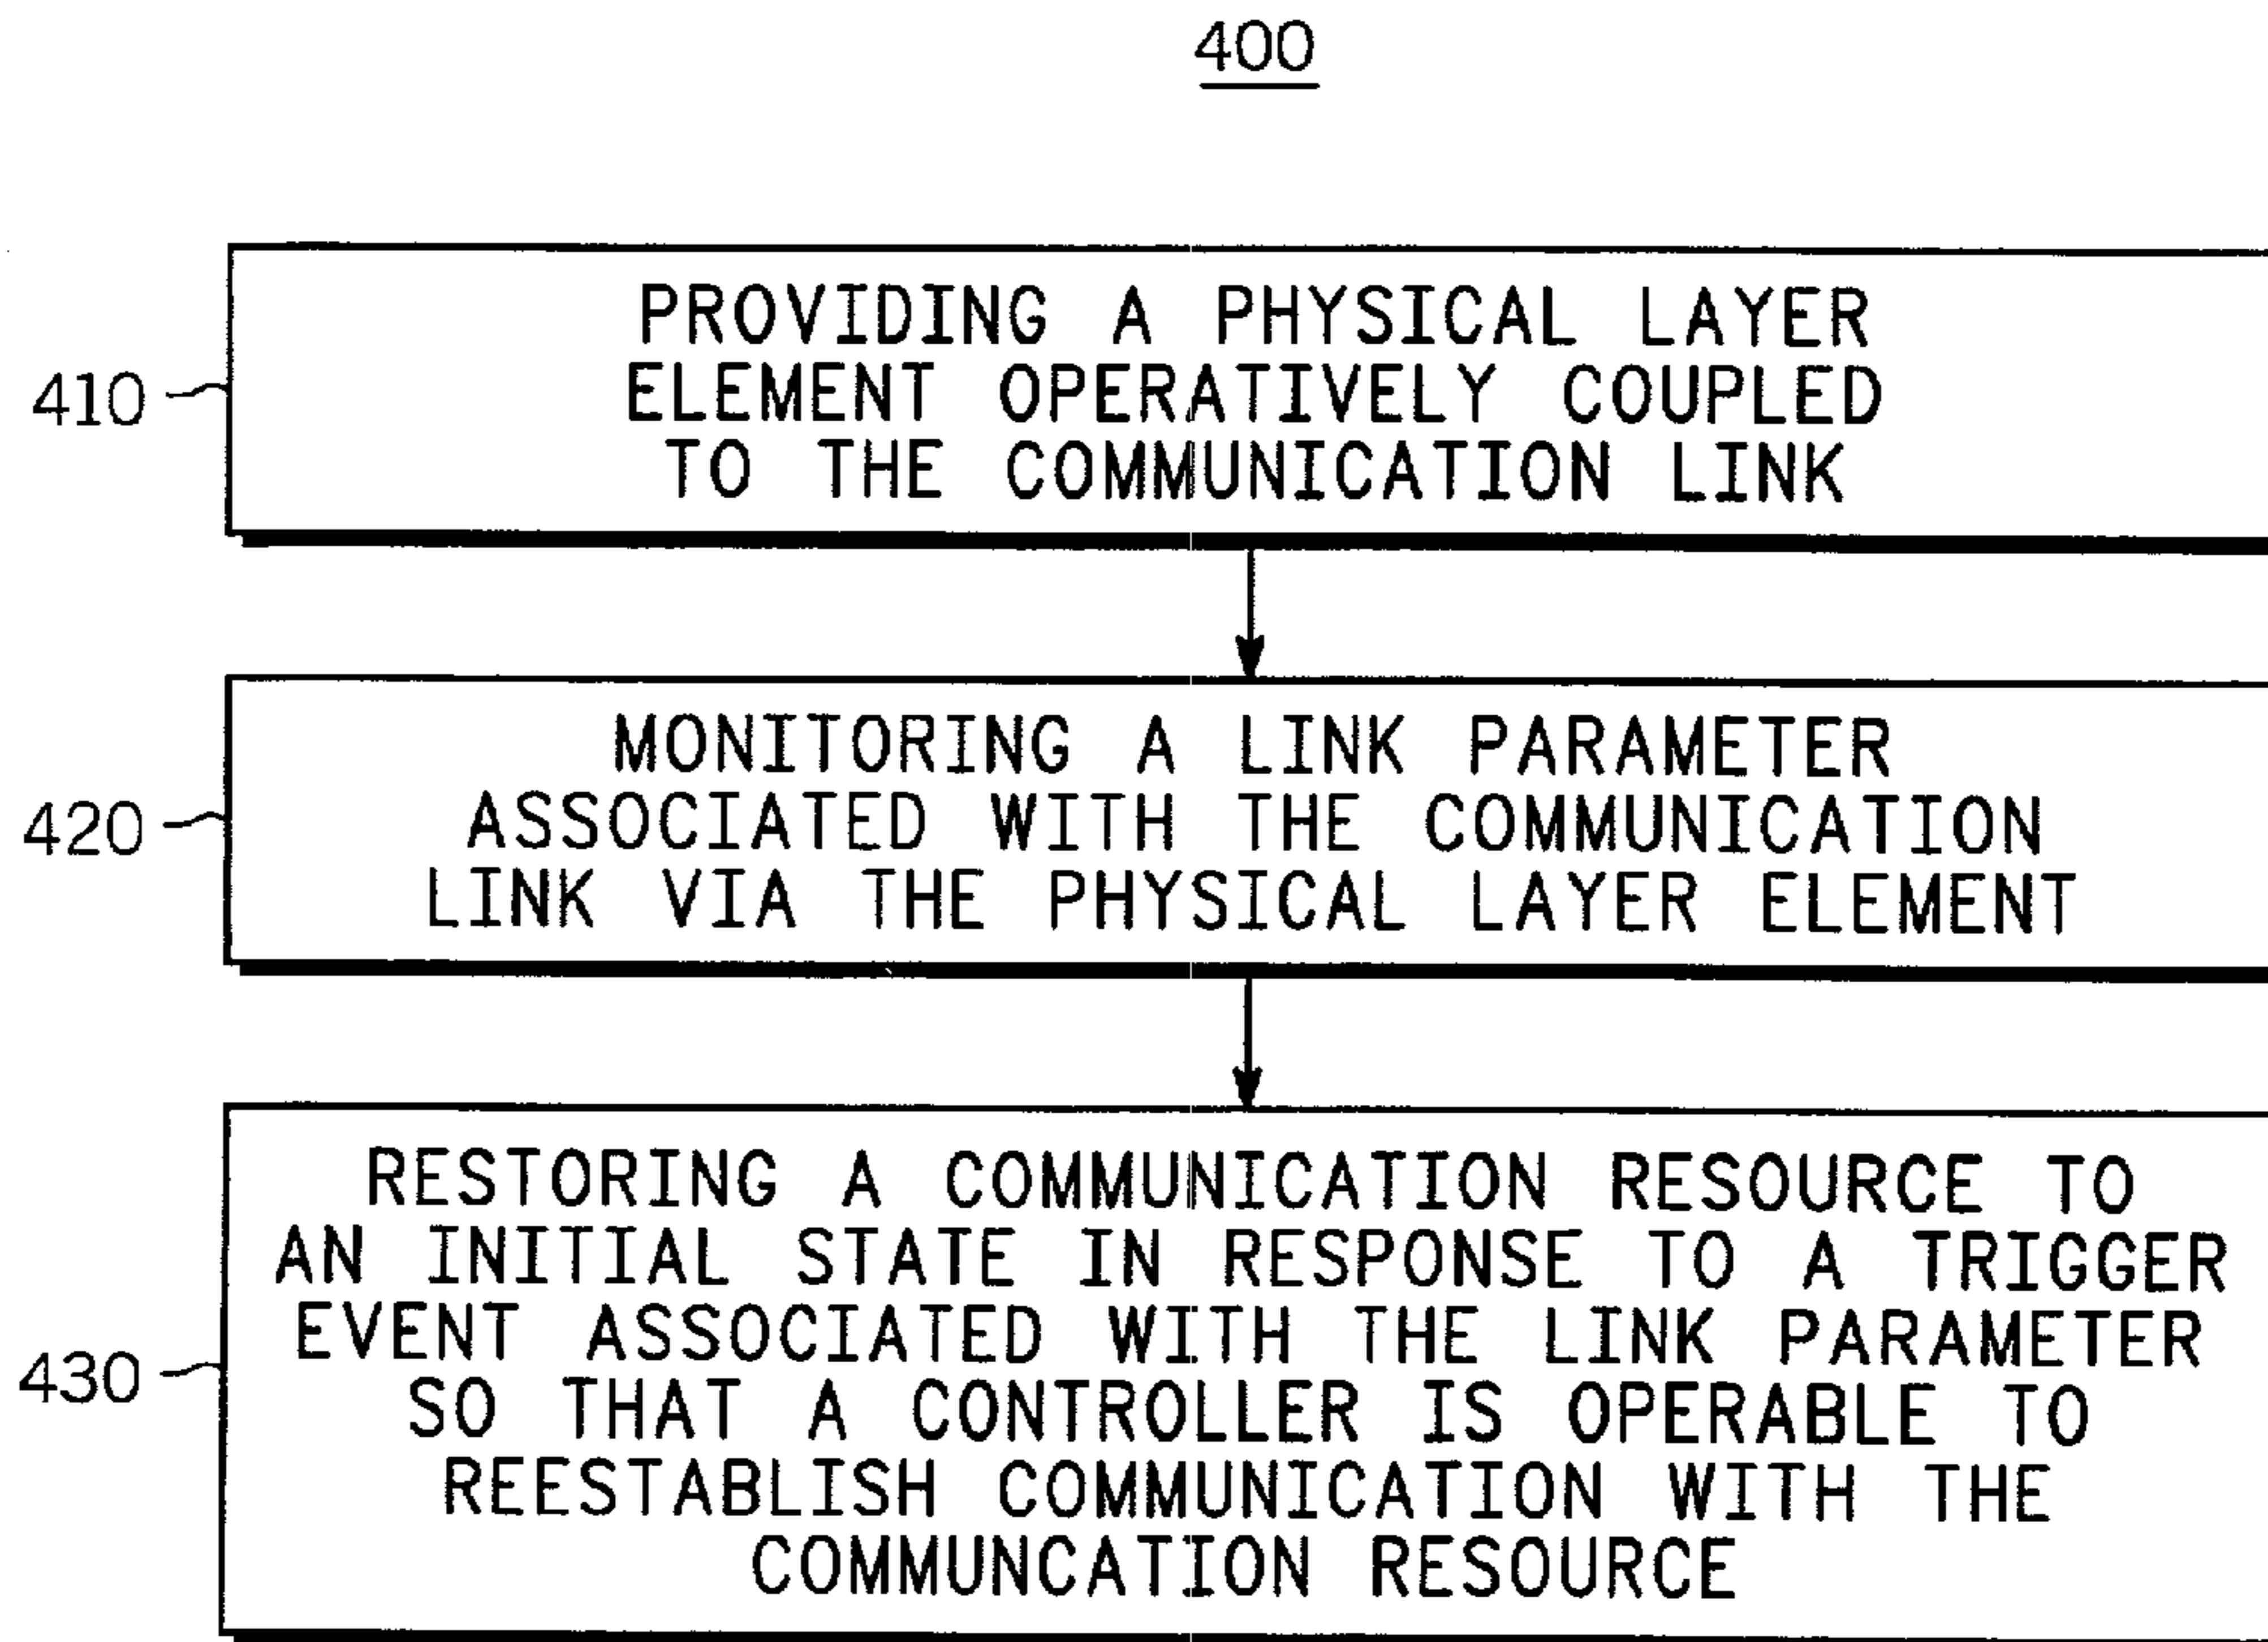 400
410
PROVIDING A PHYSICAL LAYER
ELEMENT OPERATIVELY COUPLED
TO THE COMMUNICATION LINK
420
MONITORING A LINK PARAMETER
ASSOCIATED WITH THE COMMUNICATION
LINK VIA THE PHYSICAL LAYER ELEMENT
430
RESTORING A COMMUNICATION RESOURCE TO
AN INITIAL STATE IN RESPONSE TO A TRIGGER
EVENT ASSOCIATED WITH THE LINK PARAMETER
SO THAT A CONTROLLER IS OPERABLE TO
REESTABLISH COMMUNICATION WITH THE
COMMUNCATION RESOURCE